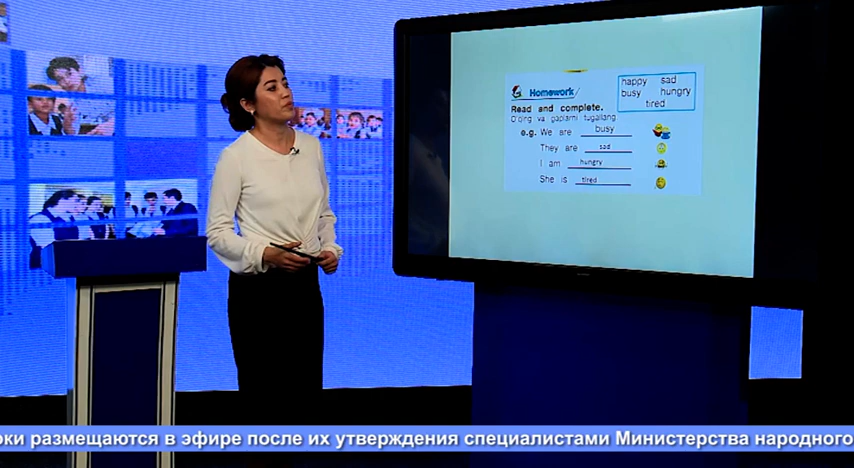 Homework
happy sad
busy hungry
tired
Read and complete.
O'qing va gaplarni tugallang.
e.g. We are busy
They are sad
I am hungry
She is tired
оки размещаются в эфире после их утверждения специалистами Министерства народного